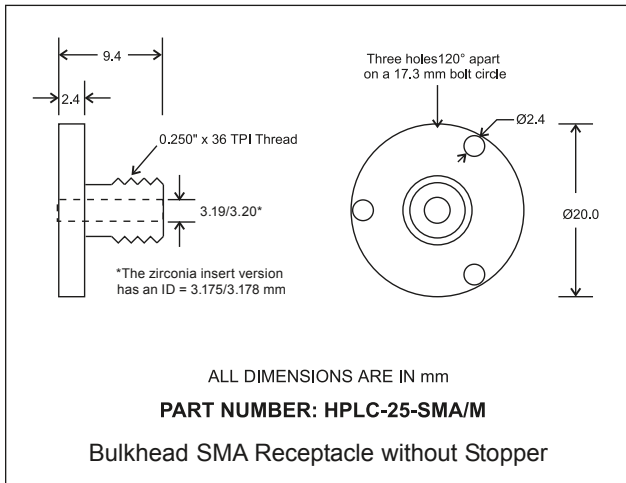 9.4
2.4
0.250" x 36 TPI Thread
3.19/3.20*
*The zirconia insert version
has an ID = 3.175/3.178 mm
Three holes120° apart
on a 17.3 mm bolt circle
Ø2.4
Ø20.0
ALL DIMENSIONS ARE IN mm
PART NUMBER: HPLC-25-SMA/M
Bulkhead SMA Receptacle without Stopper